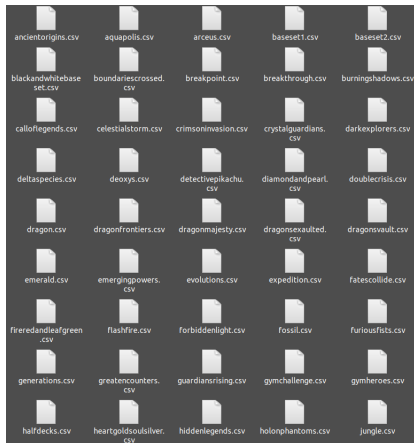 ancientorigins.csv aquapolis.csv arceus.csv baseset1.csv baseset2.csv
blackandwhitebase boundariescrossed. breakpoint.csv breakthrough.csv burningshadows.csv
set.csv csv
calloflegends.csv celestialstorm.csv crimsoninvasion.csv crystalguardians. darkexplorers.csv
csv
deltaspecies.csv deoxys.csv detectivepikachu. diamondandpearl. doublecrisis.csv
csv csv
dragon.csv dragonfrontiers.csv dragonmajesty.csv dragonsexalted. dragonsvault.csv
csv
emerald.csv emergingpowers. evolutions.csv expedition.csv fatescollide.csv
csv
fireredandleafgreen flashfire.csv forbiddenlight.csv fossil.csv furiousfists.csv
.csv
generations.csv greatencounters. guardiansrising.csv gymchallenge.csv gymheroes.csv
csv
halfdecks.csv heartgoldsoulsilver. hiddenlegends.csv holonphantoms.csv jungle.csv
csv